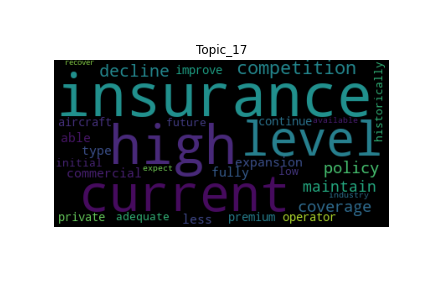 Topic_17
recover
decline improve competition
insurance
historically
aircraft future continue available
able high level
type
initial expansion policy
commercial expect fully low
current maintain
industry
coverage
private adequate less premium operator